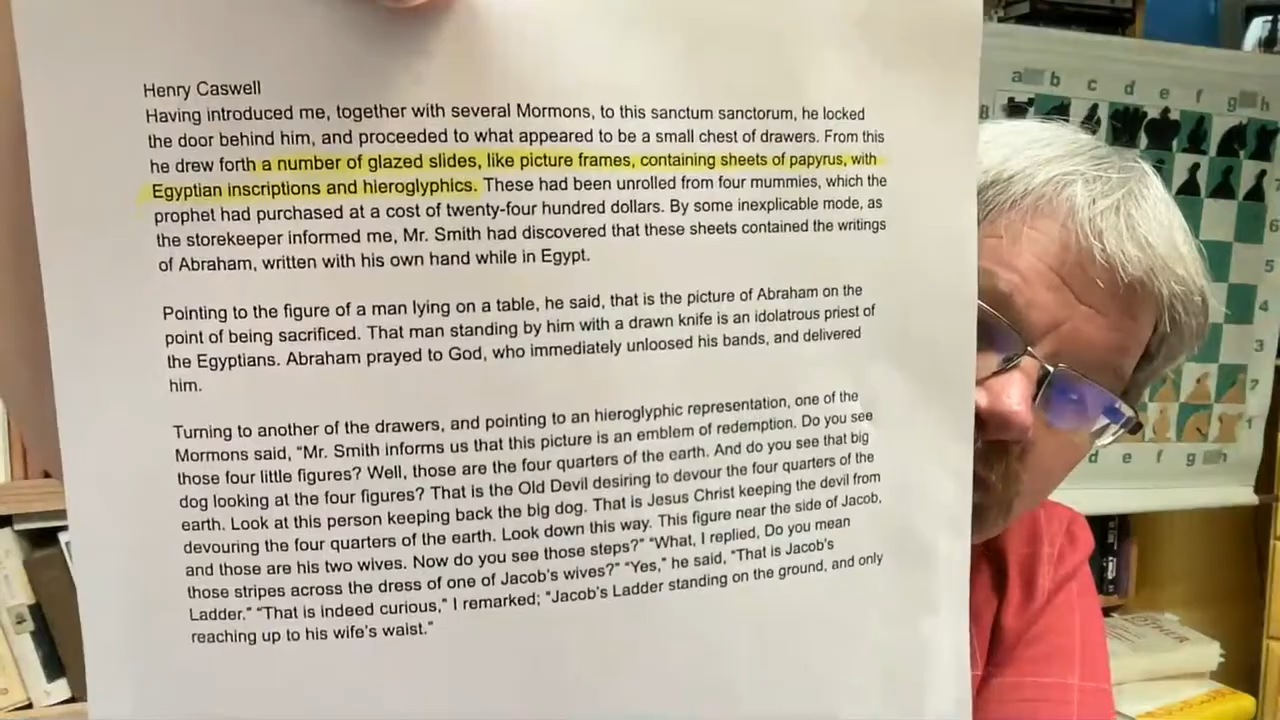 Henry Caswell
Having introduced me, together with several Mormons, to this sanctum sanctorum, he locked
the door behind him, and proceeded to what appeared to be a small chest of drawers. From this
he drew forth a number of glazed slides, like picture frames, containing sheets of papyrus, with
Egyptian inscriptions and hieroglyphics. These had been unrolled from four mummies, which the
prophet had purchased at a cost of twenty-four hundred dollars. By some inexplicable mode, as
the storekeeper informed me, Mr. Smith had discovered that these sheets contained the writings
of Abraham, written with his own hand while in Egypt.
Pointing to the figure of a man lying on a table, he said, that is the picture of Abraham on the
point of being sacrificed. That man standing by him with a drawn knife is an idolatrous priest of
the Egyptians. Abraham prayed to God, who immediately unloosed his bands, and delivered
him.
Turning to another of the drawers, and pointing to an hieroglyphic representation, one of the
Mormons said, “Mr. Smith informs us that this picture is an emblem of redemption. Do you see
those four little figures? Well, those are the four quarters of the earth. And do you see that big
dog looking at the four figures? That is the Old Devil desiring to devour the four quarters of the
earth. Look at this person keeping back the big dog. That is Jesus Christ keeping the devil from
devouring the four quarters of the earth. Look down this way. This figure near the side of Jacob,
and those are his two wives. Now do you see those steps?” “What, I replied, Do you mean
those stripes across the dress of one of Jacob’s wives?” “Yes,” he said, “That is Jacob’s
Ladder.” “That is indeed curious,” I remarked; “Jacob’s Ladder standing on the ground, and only
reaching up to his wife’s waist.”
a b c d e f g h
8
6
5
4
3
2
1
d e f g h